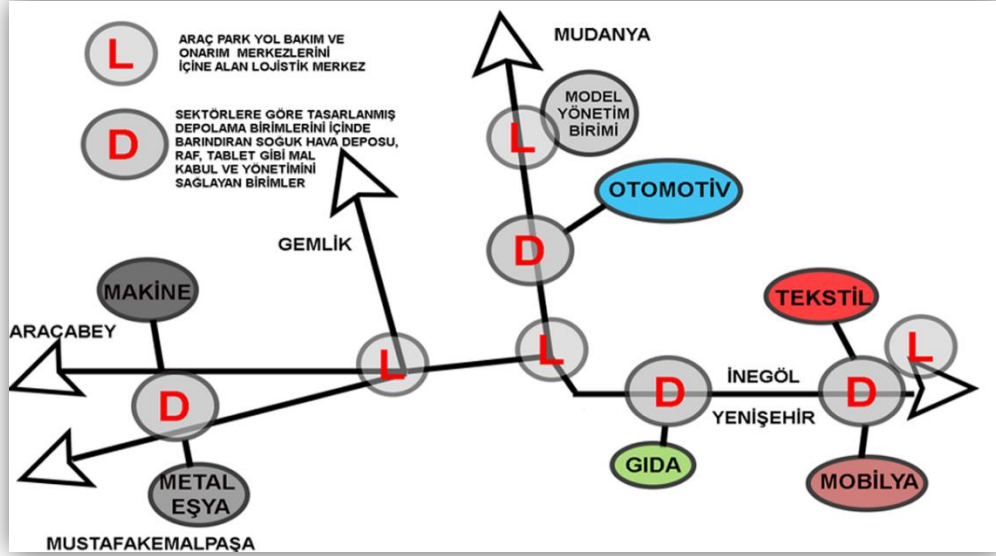 L
ARAÇ PARK YOL BAKIM VE
ONARIM MERKEZLERİNİ
İÇİNE ALAN LOJİSTİK MERKEZ
D
SEKTÖRLERE GÖRE TASARLANMIŞ
DEPOLAMA BİRİMLERİNİ İÇİNDE
BARINDIRAN SOĞUK HAVA DEPOSU,
RAF, TABLET GİBİ MAL
KABUL VE YÖNETİMİNİ
SAĞLAYAN BİRİMLER
MUDANYA
L
MODEL
YÖNETİM
BİRİMİ
D
OTOMOTİV
GEMLİK
MAKİNE
ARACABEY
L
L
D
METAL
EŞYA
MUSTAFAKEMALPAŞA
D
GIDA
İNEGÖL
YENİŞEHİR
TEKSTİL
L
D
MOBİLYA